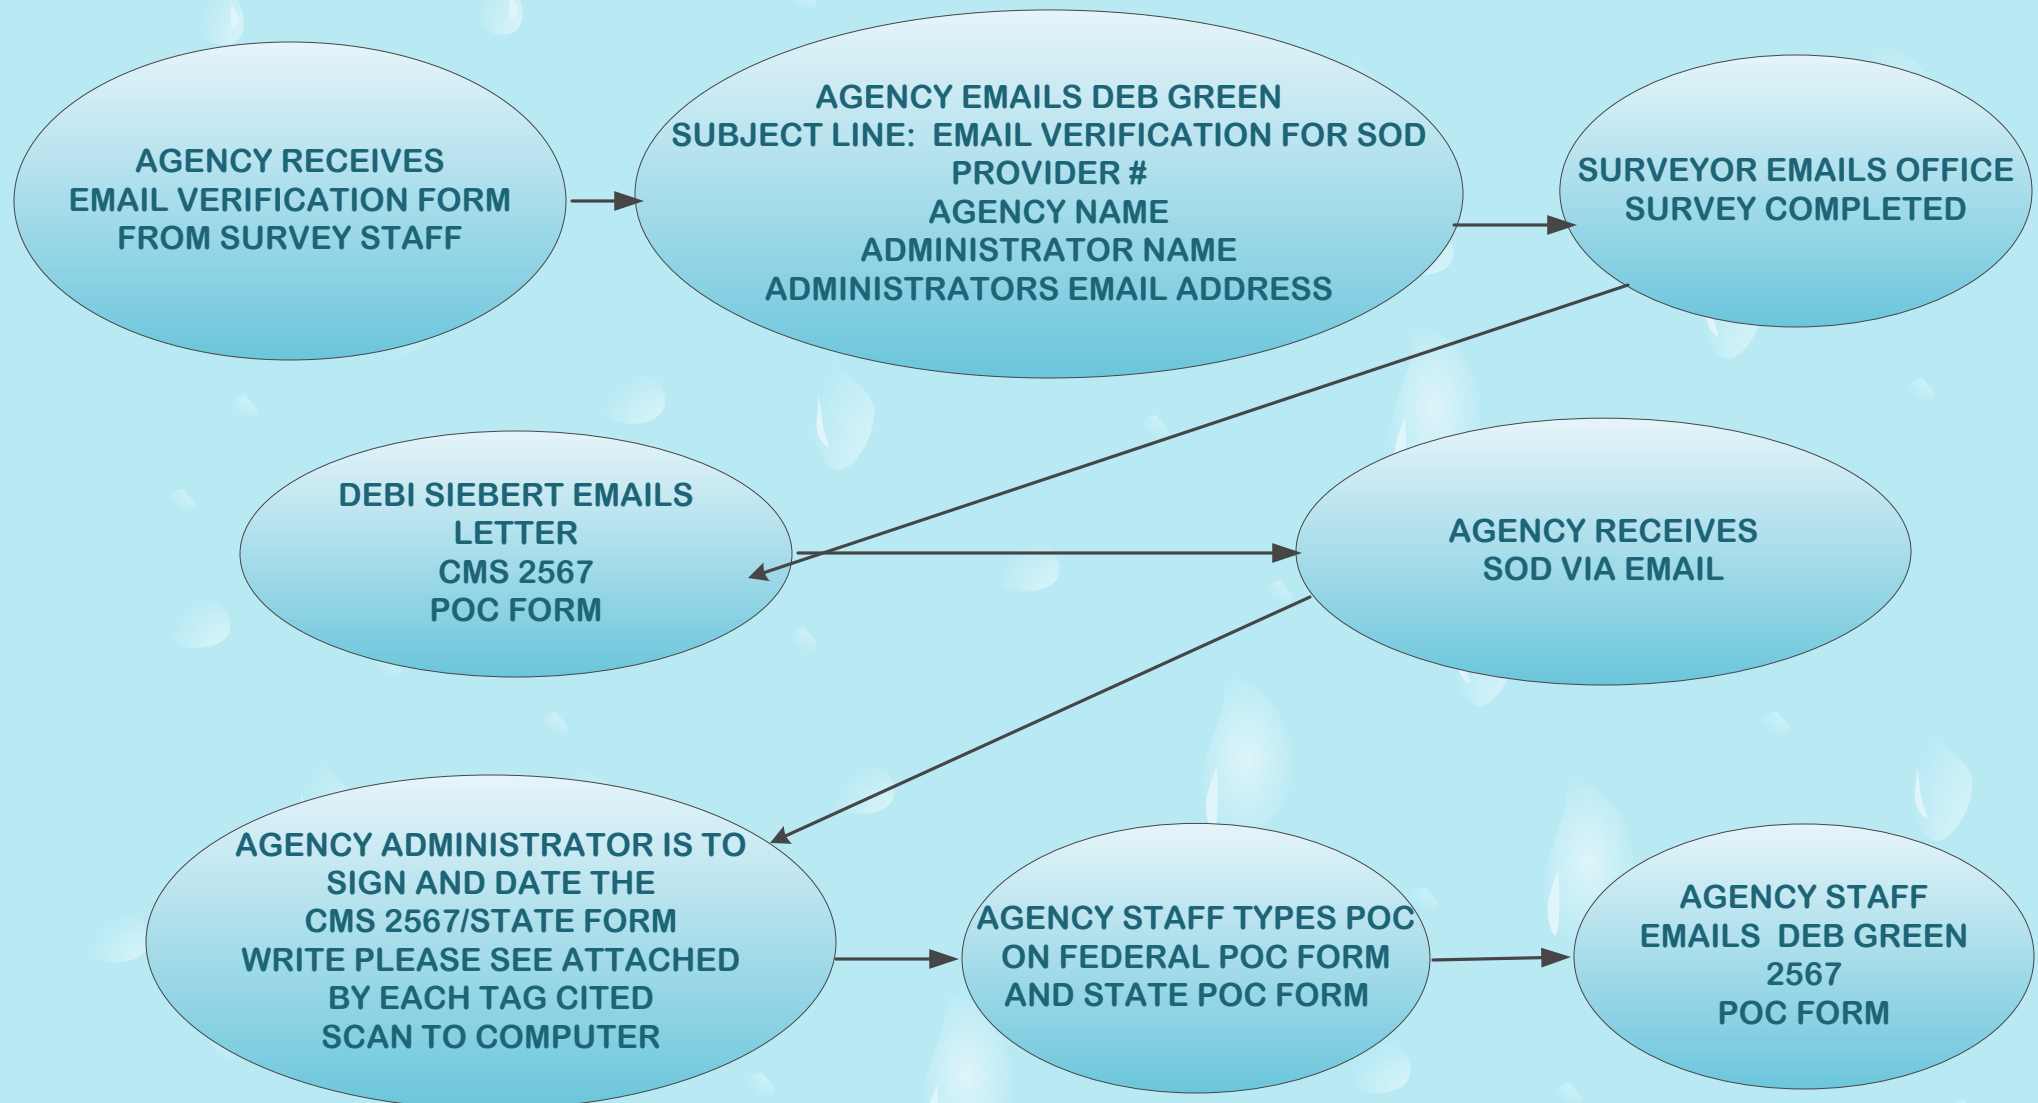 AGENCY RECEIVES
EMAIL VERIFICATION FORM
FROM SURVEY STAFF
AGENCY EMAILS DEB GREEN
SUBJECT LINE:  EMAIL VERIFICATION FOR SOD
PROVIDER #
AGENCY NAME
ADMINISTRATOR NAME
ADMINISTRATORS EMAIL ADDRESS
SURVEYOR EMAILS OFFICE
SURVEY COMPLETED
DEBI SIEBERT EMAILS
LETTER
CMS 2567
POC FORM
AGENCY RECEIVES
SOD VIA EMAIL
AGENCY ADMINISTRATOR IS TO
SIGN AND DATE THE
CMS 2567/STATE FORM
WRITE PLEASE SEE ATTACHED
BY EACH TAG CITED
SCAN TO COMPUTER
AGENCY STAFF TYPES POC
ON FEDERAL POC FORM
AND STATE POC FORM
AGENCY STAFF
EMAILS  DEB GREEN
2567
POC FORM